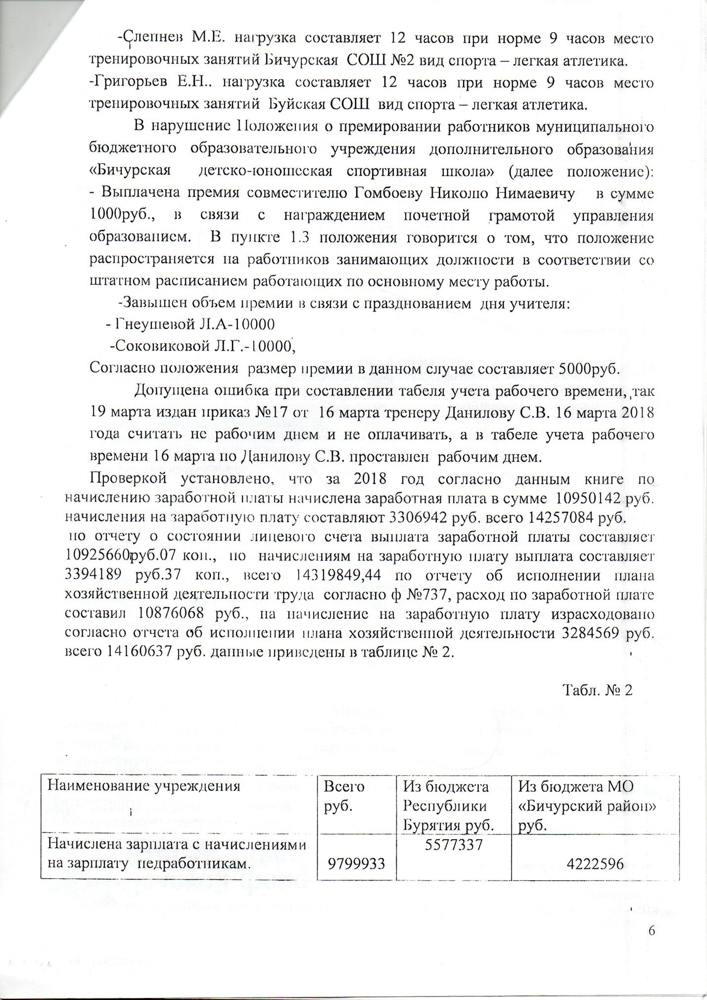 -Слепнев М.Е. нагрузка составляет 12 часов при норме 9 часов место
тренировочных занятий Бичурская СОШ №2 вид спорта – легкая атлетика.
-Григорьев Е.Н.. нагрузка составляет 12 часов при норме 9 часов место
тренировочных занятий Буйская СОШ вид спорта – легкая атлетика.
В нарушение Положения о премировании работников муниципального
бюджетного образовательного учреждения дополнительного образования
«Бичурская детско-юношеская спортивная школа» (далее положение):
- Выплачена премия совместителю Гомбоеву Николю Нимаевичу в сумме
1000руб., в связи с награждением почетной грамотой управления
образованием. В пункте 1.3 положения говорится о том, что положение
распространяется на работников занимающих должности в соответствии со
штатном расписанием работающих по основному месту работы.
-Завышен объем премии в связи с празднованием дня учителя:
- Гнеушевой Л.А-10000
-Соковиковой Л.Г.-10000,
Согласно положения размер премии в данном случае составляет 5000руб.
Допущена ошибка при составлении табеля учета рабочего времени, так
19 марта издан приказ №17 от 16 марта тренеру Данилову С.В. 16 марта 2018
года считать не рабочим днем и не оплачивать, а в табеле учета рабочего
времени 16 марта по Данилову С.В. проставлен рабочим днем.
Проверкой установлено, что за 2018 год согласно данным книге по
начислению заработной платы начислена заработная плата в сумме 10950142 руб.
начисления на заработную плату составляют 3306942 руб. всего 14257084 руб.
по отчету о состоянии лицевого счета выплата заработной платы составляет
10925660руб.07 коп., по начислениям на заработную плату выплата составляет
3394189 руб.37 коп., всего 14319849,44 по отчету об исполнении плана
хозяйственной деятельности труда согласно ф №737, расход по заработной плате
составил 10876068 руб., на начисление на заработную плату израсходовано
согласно отчета об исполнении плана хозяйственной деятельности 3284569 руб.
всего 14160637 руб. данные приведены в таблице № 2.
Табл. № 2
Наименование учреждения
Всего
руб.
Из бюджета
Республики
Бурятия руб.
Из бюджета МО
«Бичурский район»
руб.
Начислена зарплата с начислениями
на зарплату педработникам.
9799933
5577337
4222596
6